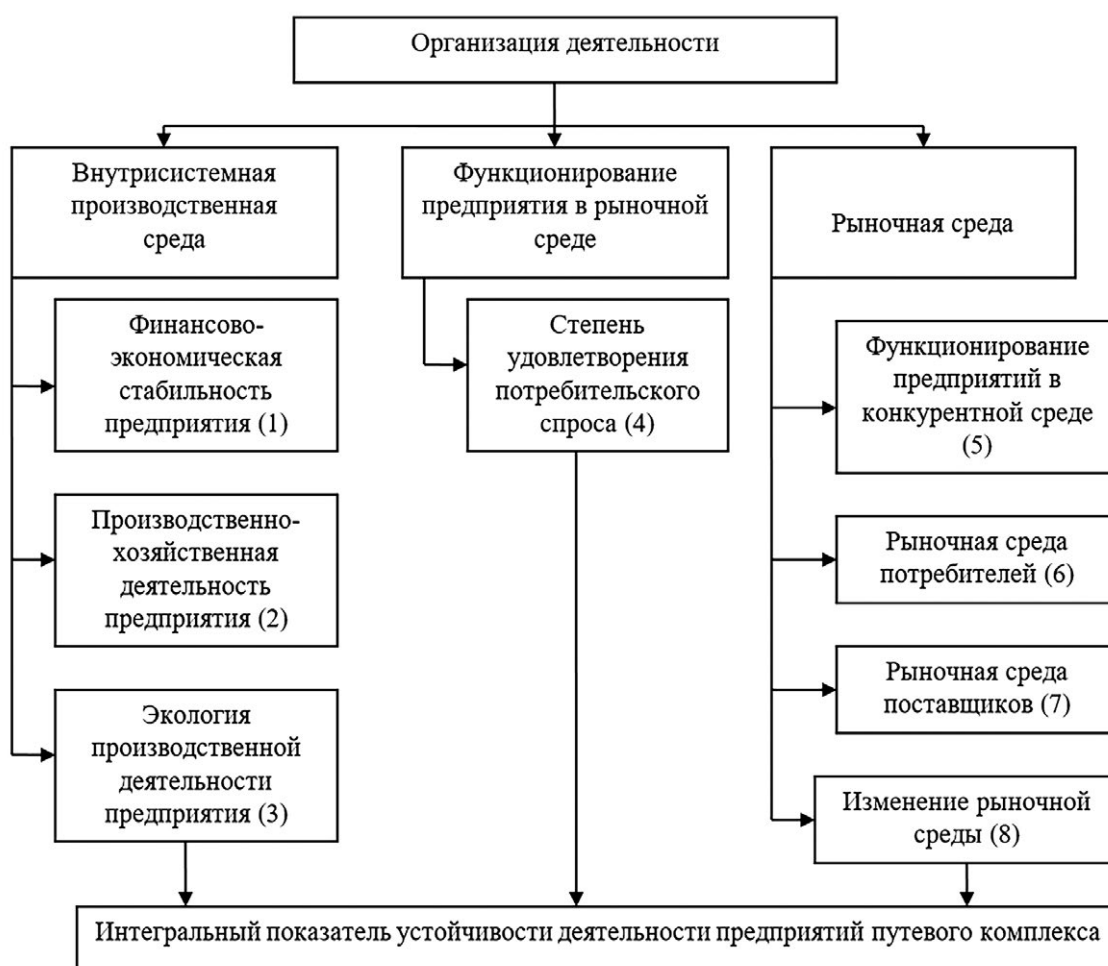 Организация деятельности
Внутрисистемная
производственная
среда
Функционирование
предприятия в рыночной
среде
Рыночная среда
Финансово-
экономическая
стабильность
предприятия (1)
Производственно-
хозяйственная
деятельность
предприятия (2)
Экология
производственной
деятельности
предприятия (3)
Степень
удовлетворения
потребительского
спроса (4)
Функционирование
предприятий в
конкурентной среде
(5)
Рыночная среда
потребителей (6)
Рыночная среда
поставщиков (7)
Изменение рыночной
среды (8)
Интегральный показатель устойчивости деятельности предприятий путевого комплекса